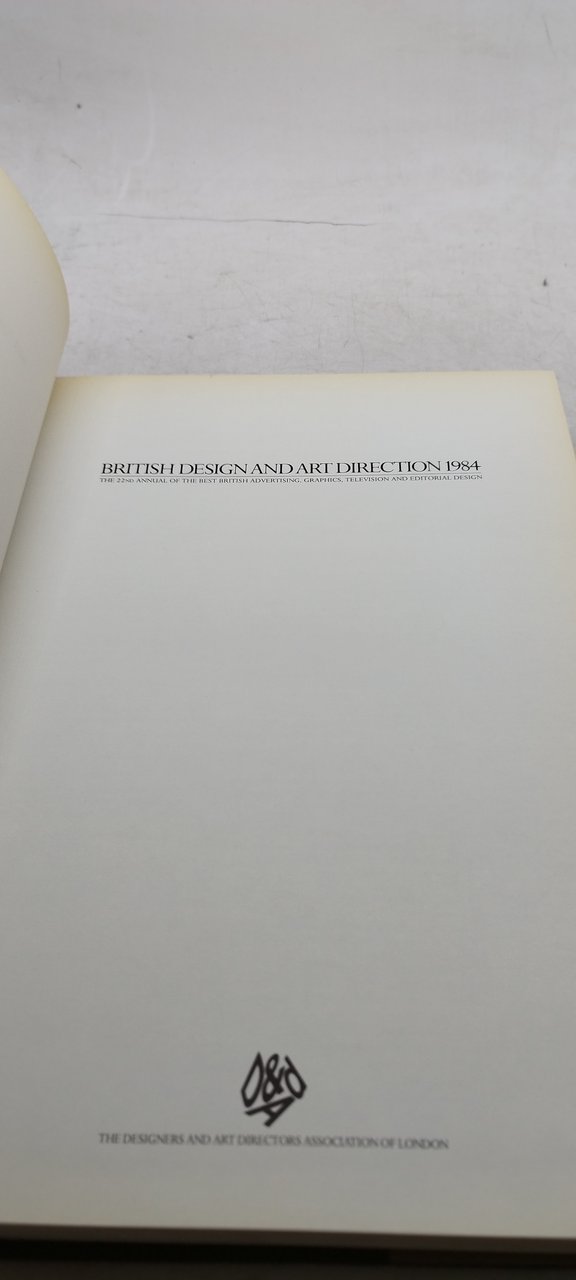 BRITISH DESIGN AND ART DIRECTION 1984
THE 22ND ANNUAL OF THE BEST BRITISH ADVERTISING, GRAPHICS, TELEVISION AND EDITORIAL DESIGN
D&d
A
THE DESIGNERS AND ART DIRECTORS ASSOCIATION OF LONDON